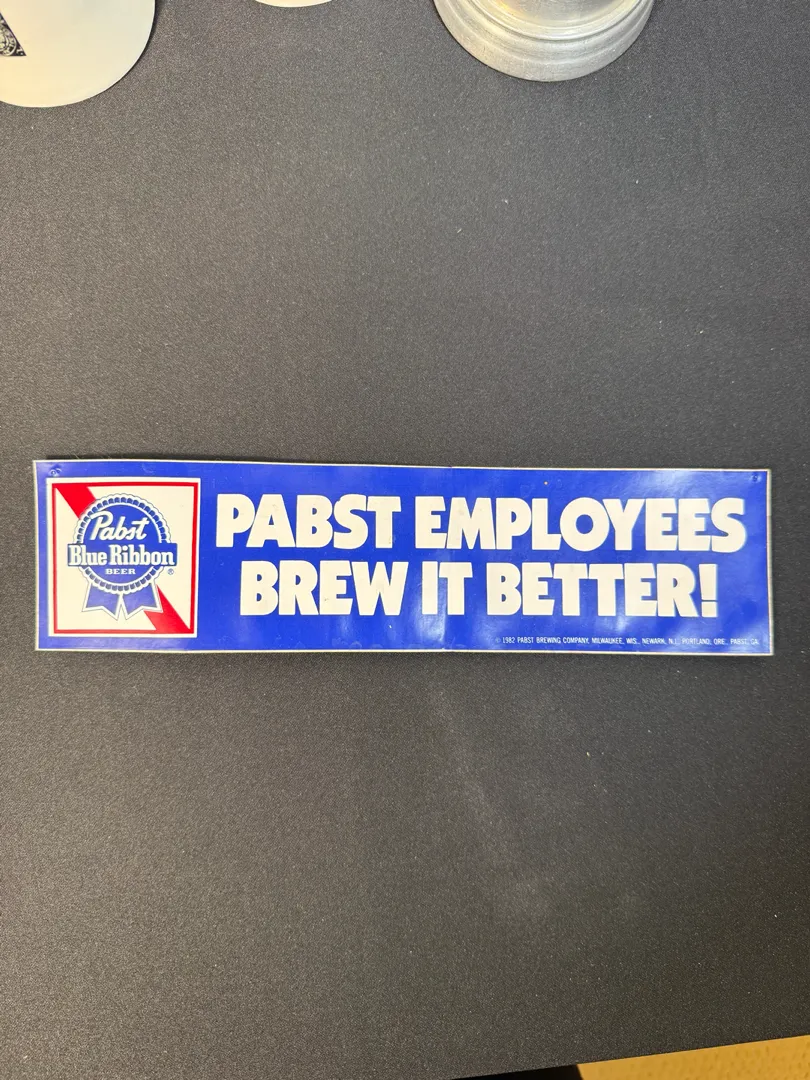 Pabst
Blue Ribbon
BEER
®
PABST EMPLOYEES
BREW IT BETTER!
© 1982 PABST BREWING COMPANY, MILWAUKEE, WIS., NEWARK, N.J., PORTLAND, ORE., PABST, GA.